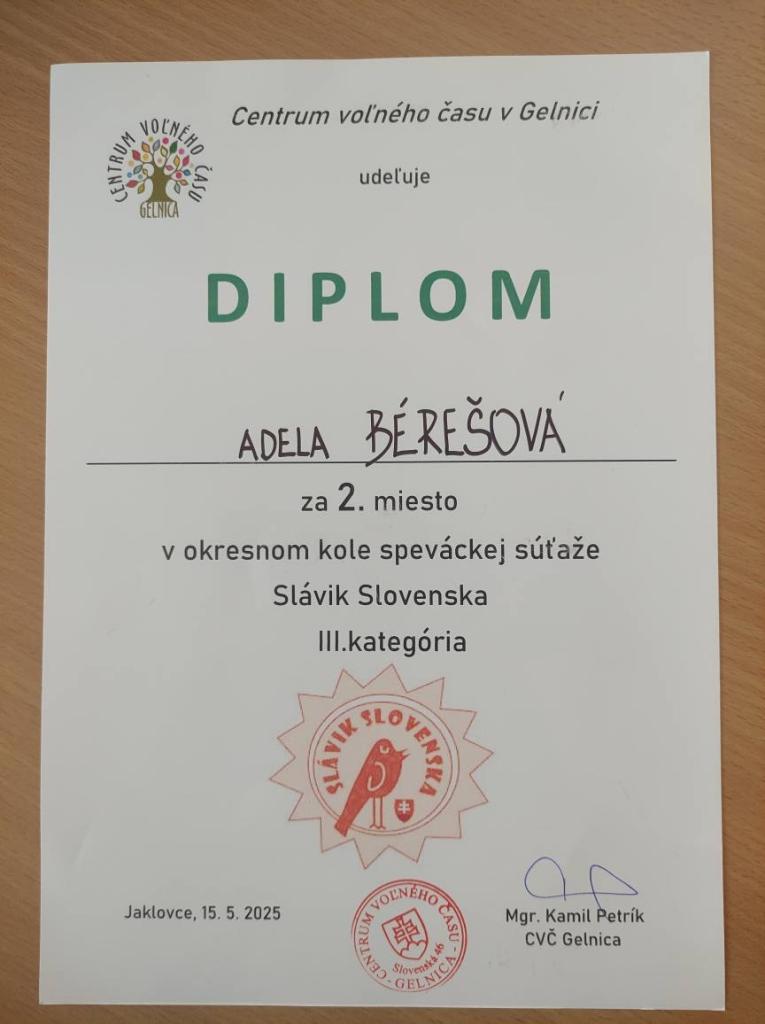 CENTRUM VOĽNÉHO ČASU
GELNICA
Centrum voľného času v Gelnici
udeľuje
DIPLOM
ADELA BÉREŠOVÁ
za 2. miesto
v okresnom kole speváckej súťaže
Slávik Slovenska
III.kategória
SLÁVIK SLOVENSKA
Jaklovce, 15. 5. 2025
CENTRUM VOĽNÉHO ČASU
Slovenská 46
- GELNICA -
Mgr. Kamil Petrík
CVČ Gelnica